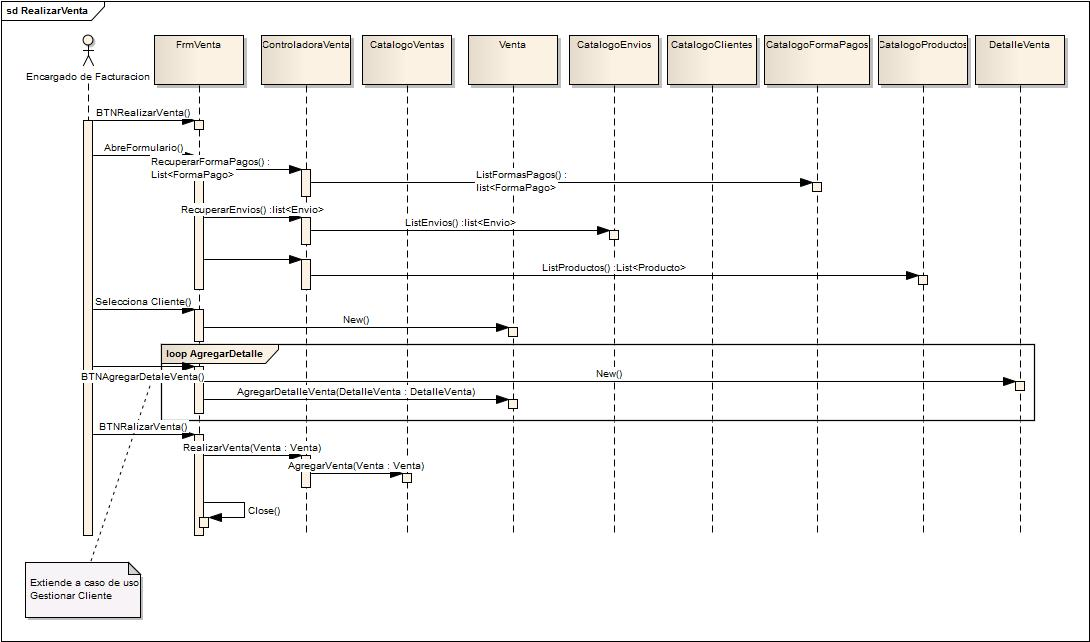 sd RealizarVenta
Encargado de Facturacion
FrmVenta
ControladoraVenta
CatalogoVentas
Venta
CatalogoEnvios
CatalogoClientes
CatalogoFormaPagos
CatalogoProductos
DetalleVenta
BTNRealizarVenta()
AbreFormulario()
RecuperarFormaPagos() :
List<FormaPago>
ListFormasPagos() :
list<FormaPago>
RecuperarEnvios() :list<Envio>
ListEnvios() :list<Envio>
ListProductos() :List<Producto>
Selecciona Cliente()
New()
loop AgregarDetalle
BTNAgregarDetaleVenta()
New()
AgregarDetalleVenta(DetalleVenta : DetalleVenta)
BTNRalizarVenta()
RealizarVenta(Venta : Venta)
AgregarVenta(Venta : Venta)
Close()
Extiende a caso de uso
Gestionar Cliente